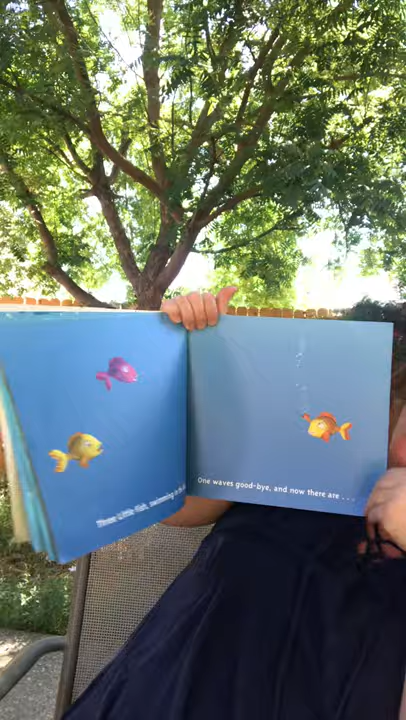 Three little fish, swimming in the
One waves good-bye, and now there are . . .